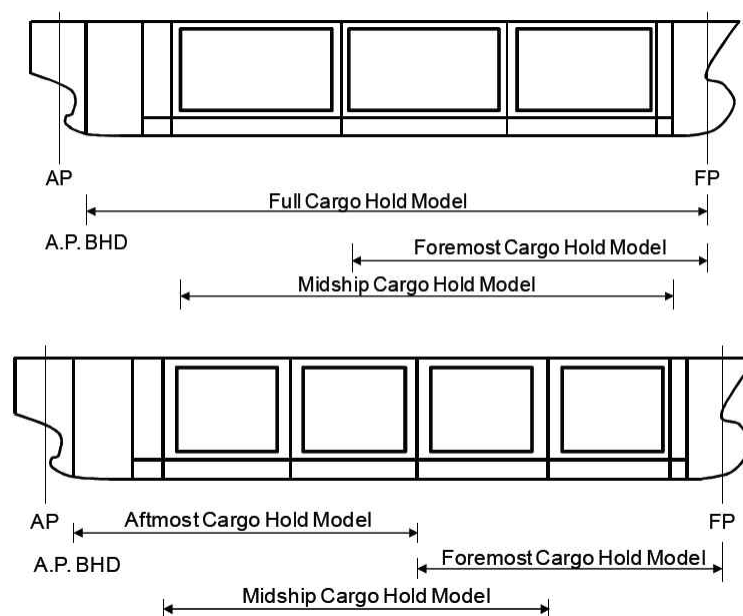 AP
FP
Full Cargo Hold Model
A.P. BHD
Foremost Cargo Hold Model
Midship Cargo Hold Model
AP
Aftmost Cargo Hold Model
FP
A.P. BHD
Foremost Cargo Hold Model
Midship Cargo Hold Model